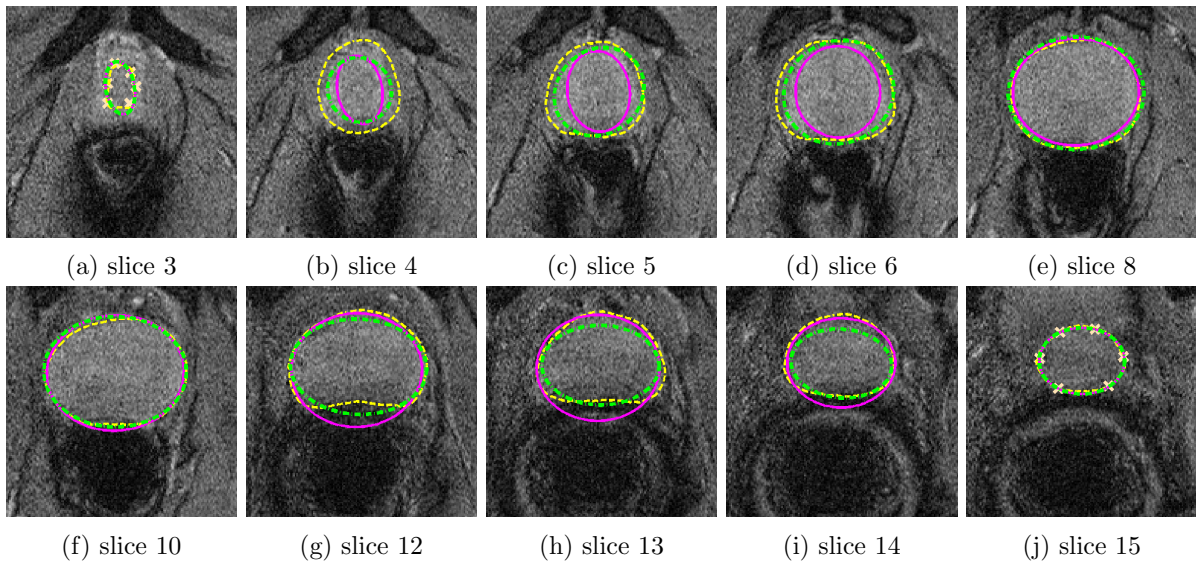 (a) slice 3
(b) slice 4
(c) slice 5
(d) slice 6
(e) slice 8
(f) slice 10
(g) slice 12
(h) slice 13
(i) slice 14
(j) slice 15